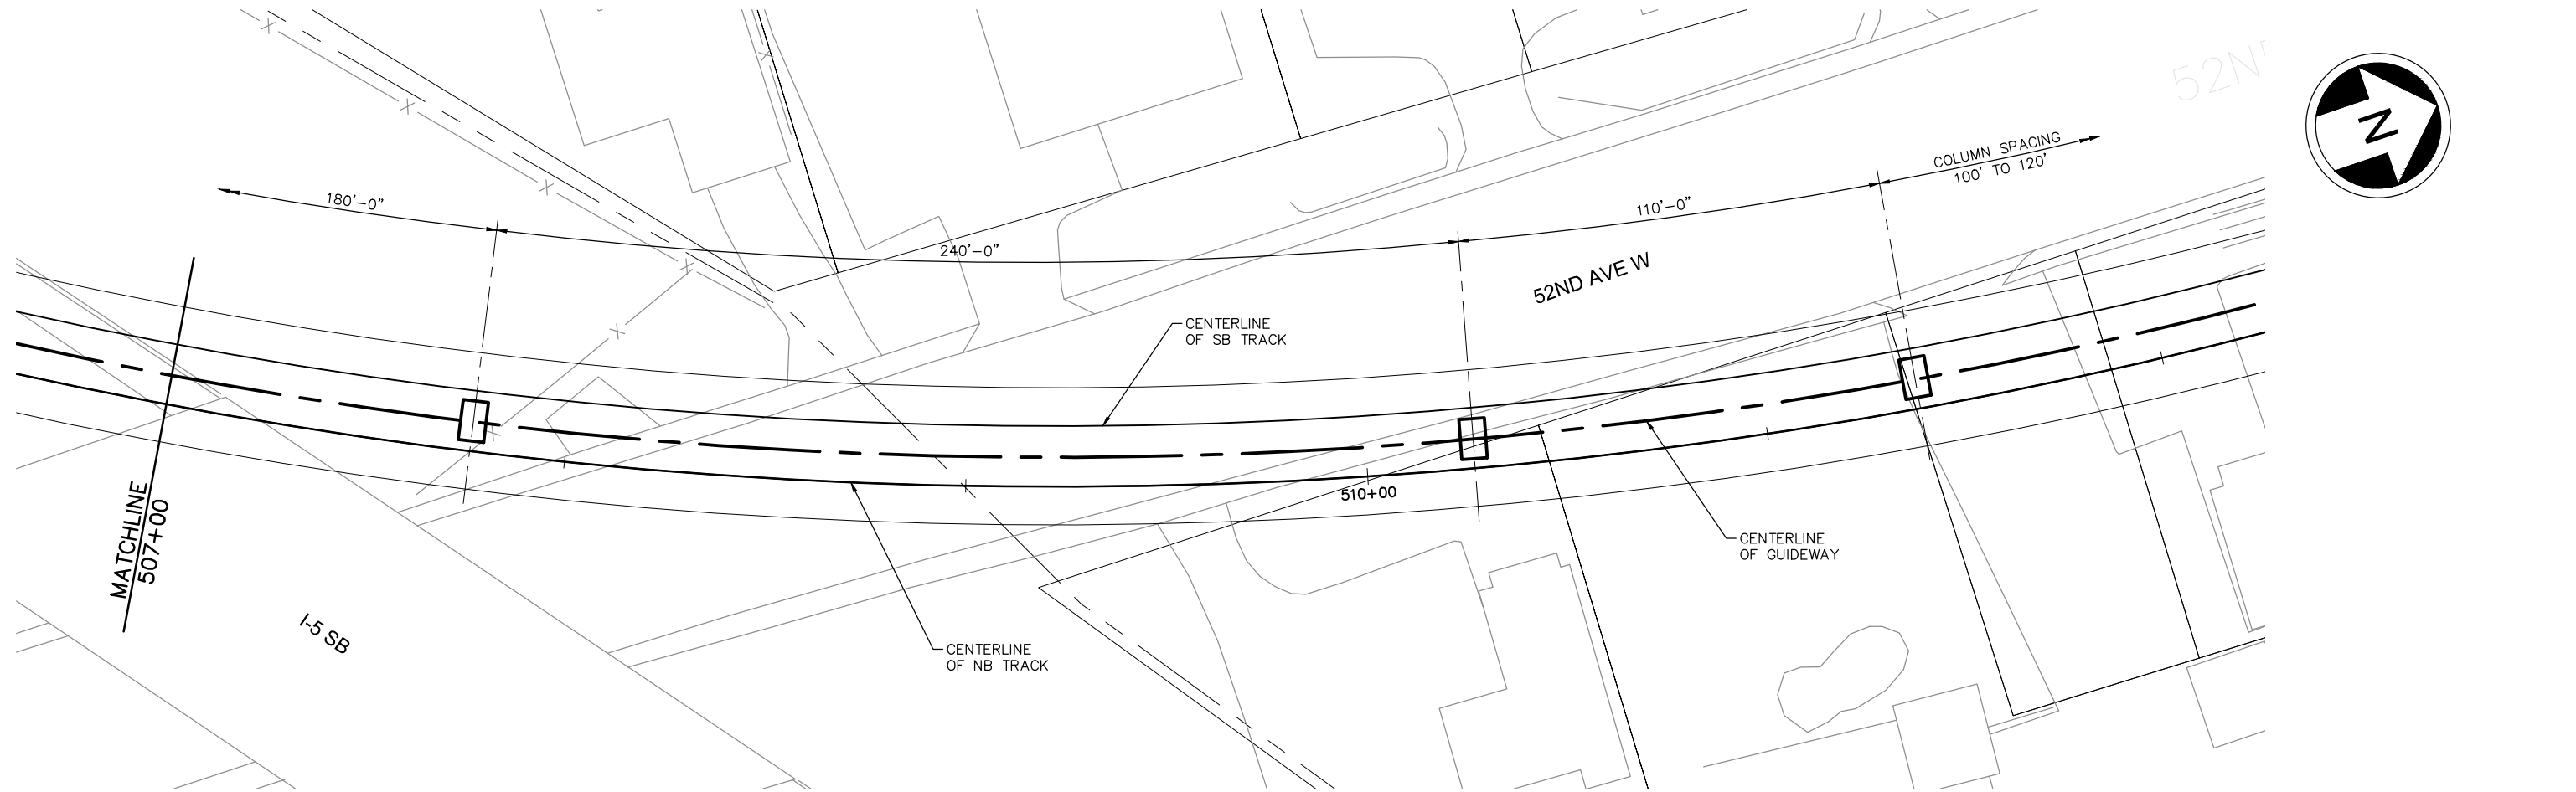 52N
N
COLUMN SPACING
100' TO 120'
180'-0"
110'-0"
240'-0"
52ND AVE W
CENTERLINE
OF SB TRACK
MATCHLINE
507+00
510+00
CENTERLINE
OF GUIDEWAY
I-5 SB
CENTERLINE
OF NB TRACK